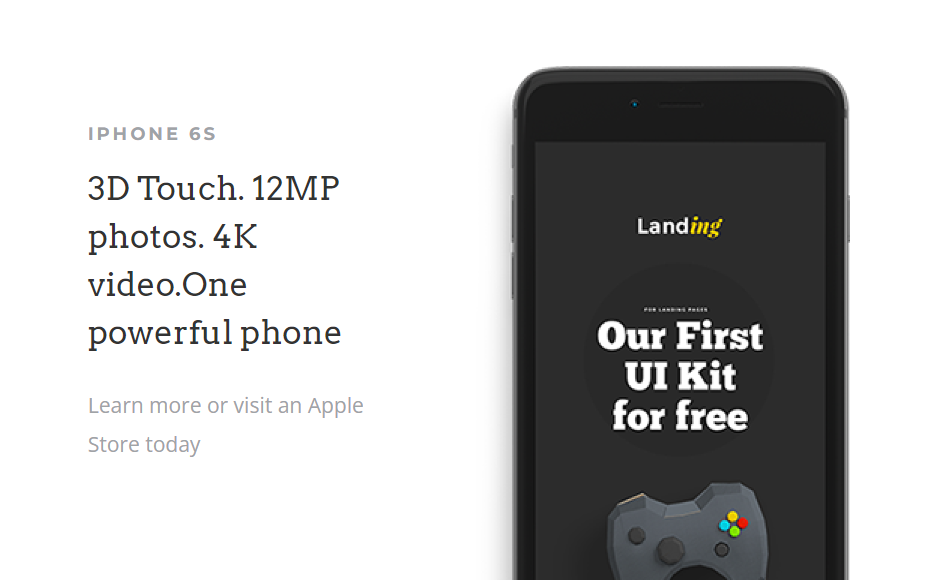 IPHONE 6S
3D Touch. 12MP
photos. 4K
video.One
powerful phone
Learn more or visit an Apple
Store today
Landing
FOR LANDING PAGES
Our First
UI Kit
for free